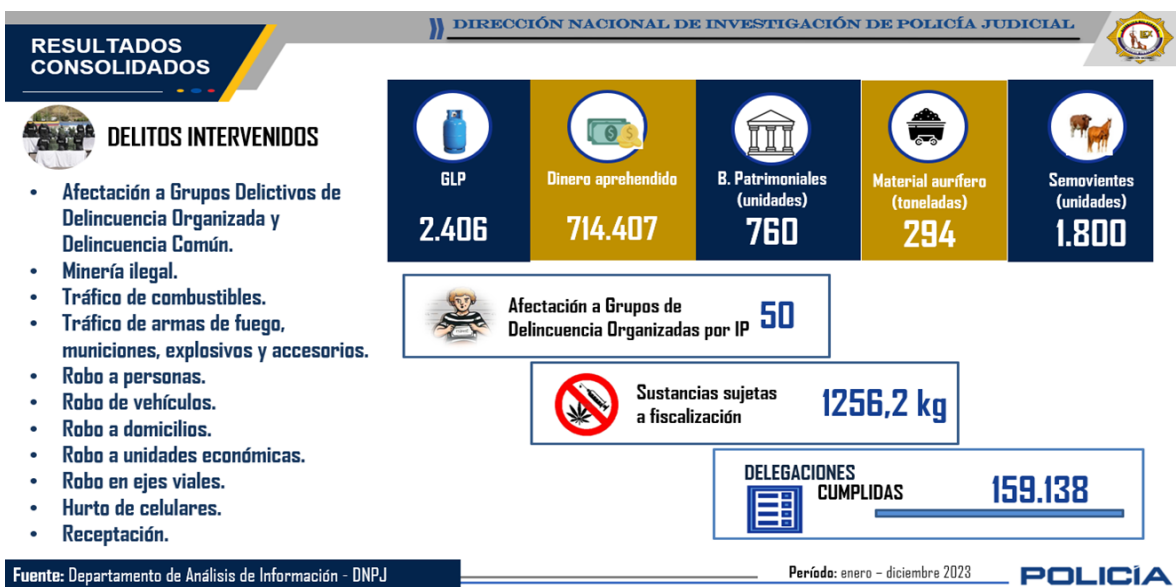 DIRECCIÓN NACIONAL DE INVESTIGACIÓN DE POLICÍA JUDICIAL
RESULTADOS
CONSOLIDADOS
DELITOS INTERVENIDOS
• Afectación a Grupos Delictivos de
Delincuencia Organizada y
Delincuencia Común.
• Minería ilegal.
• Tráfico de combustibles.
• Tráfico de armas de fuego,
municiones, explosivos y accesorios.
• Robo a personas.
• Robo de vehículos.
• Robo a domicilios.
• Robo a unidades económicas.
• Robo en ejes viales.
• Hurto de celulares.
• Receptación.
GLP
2.406
Dinero aprehendido
714.407
B. Patrimoniales
(unidades)
760
Material aurífero
(toneladas)
294
Semovientes
(unidades)
1.800
Afectación a Grupos de
Delincuencia Organizadas por IP
50
Sustancias sujetas
a fiscalización
1256,2 kg
DELEGACIONES
CUMPLIDAS
159.138
Fuente: Departamento de Análisis de Información - DNPJ
Período: enero – diciembre 2023
POLICÍA